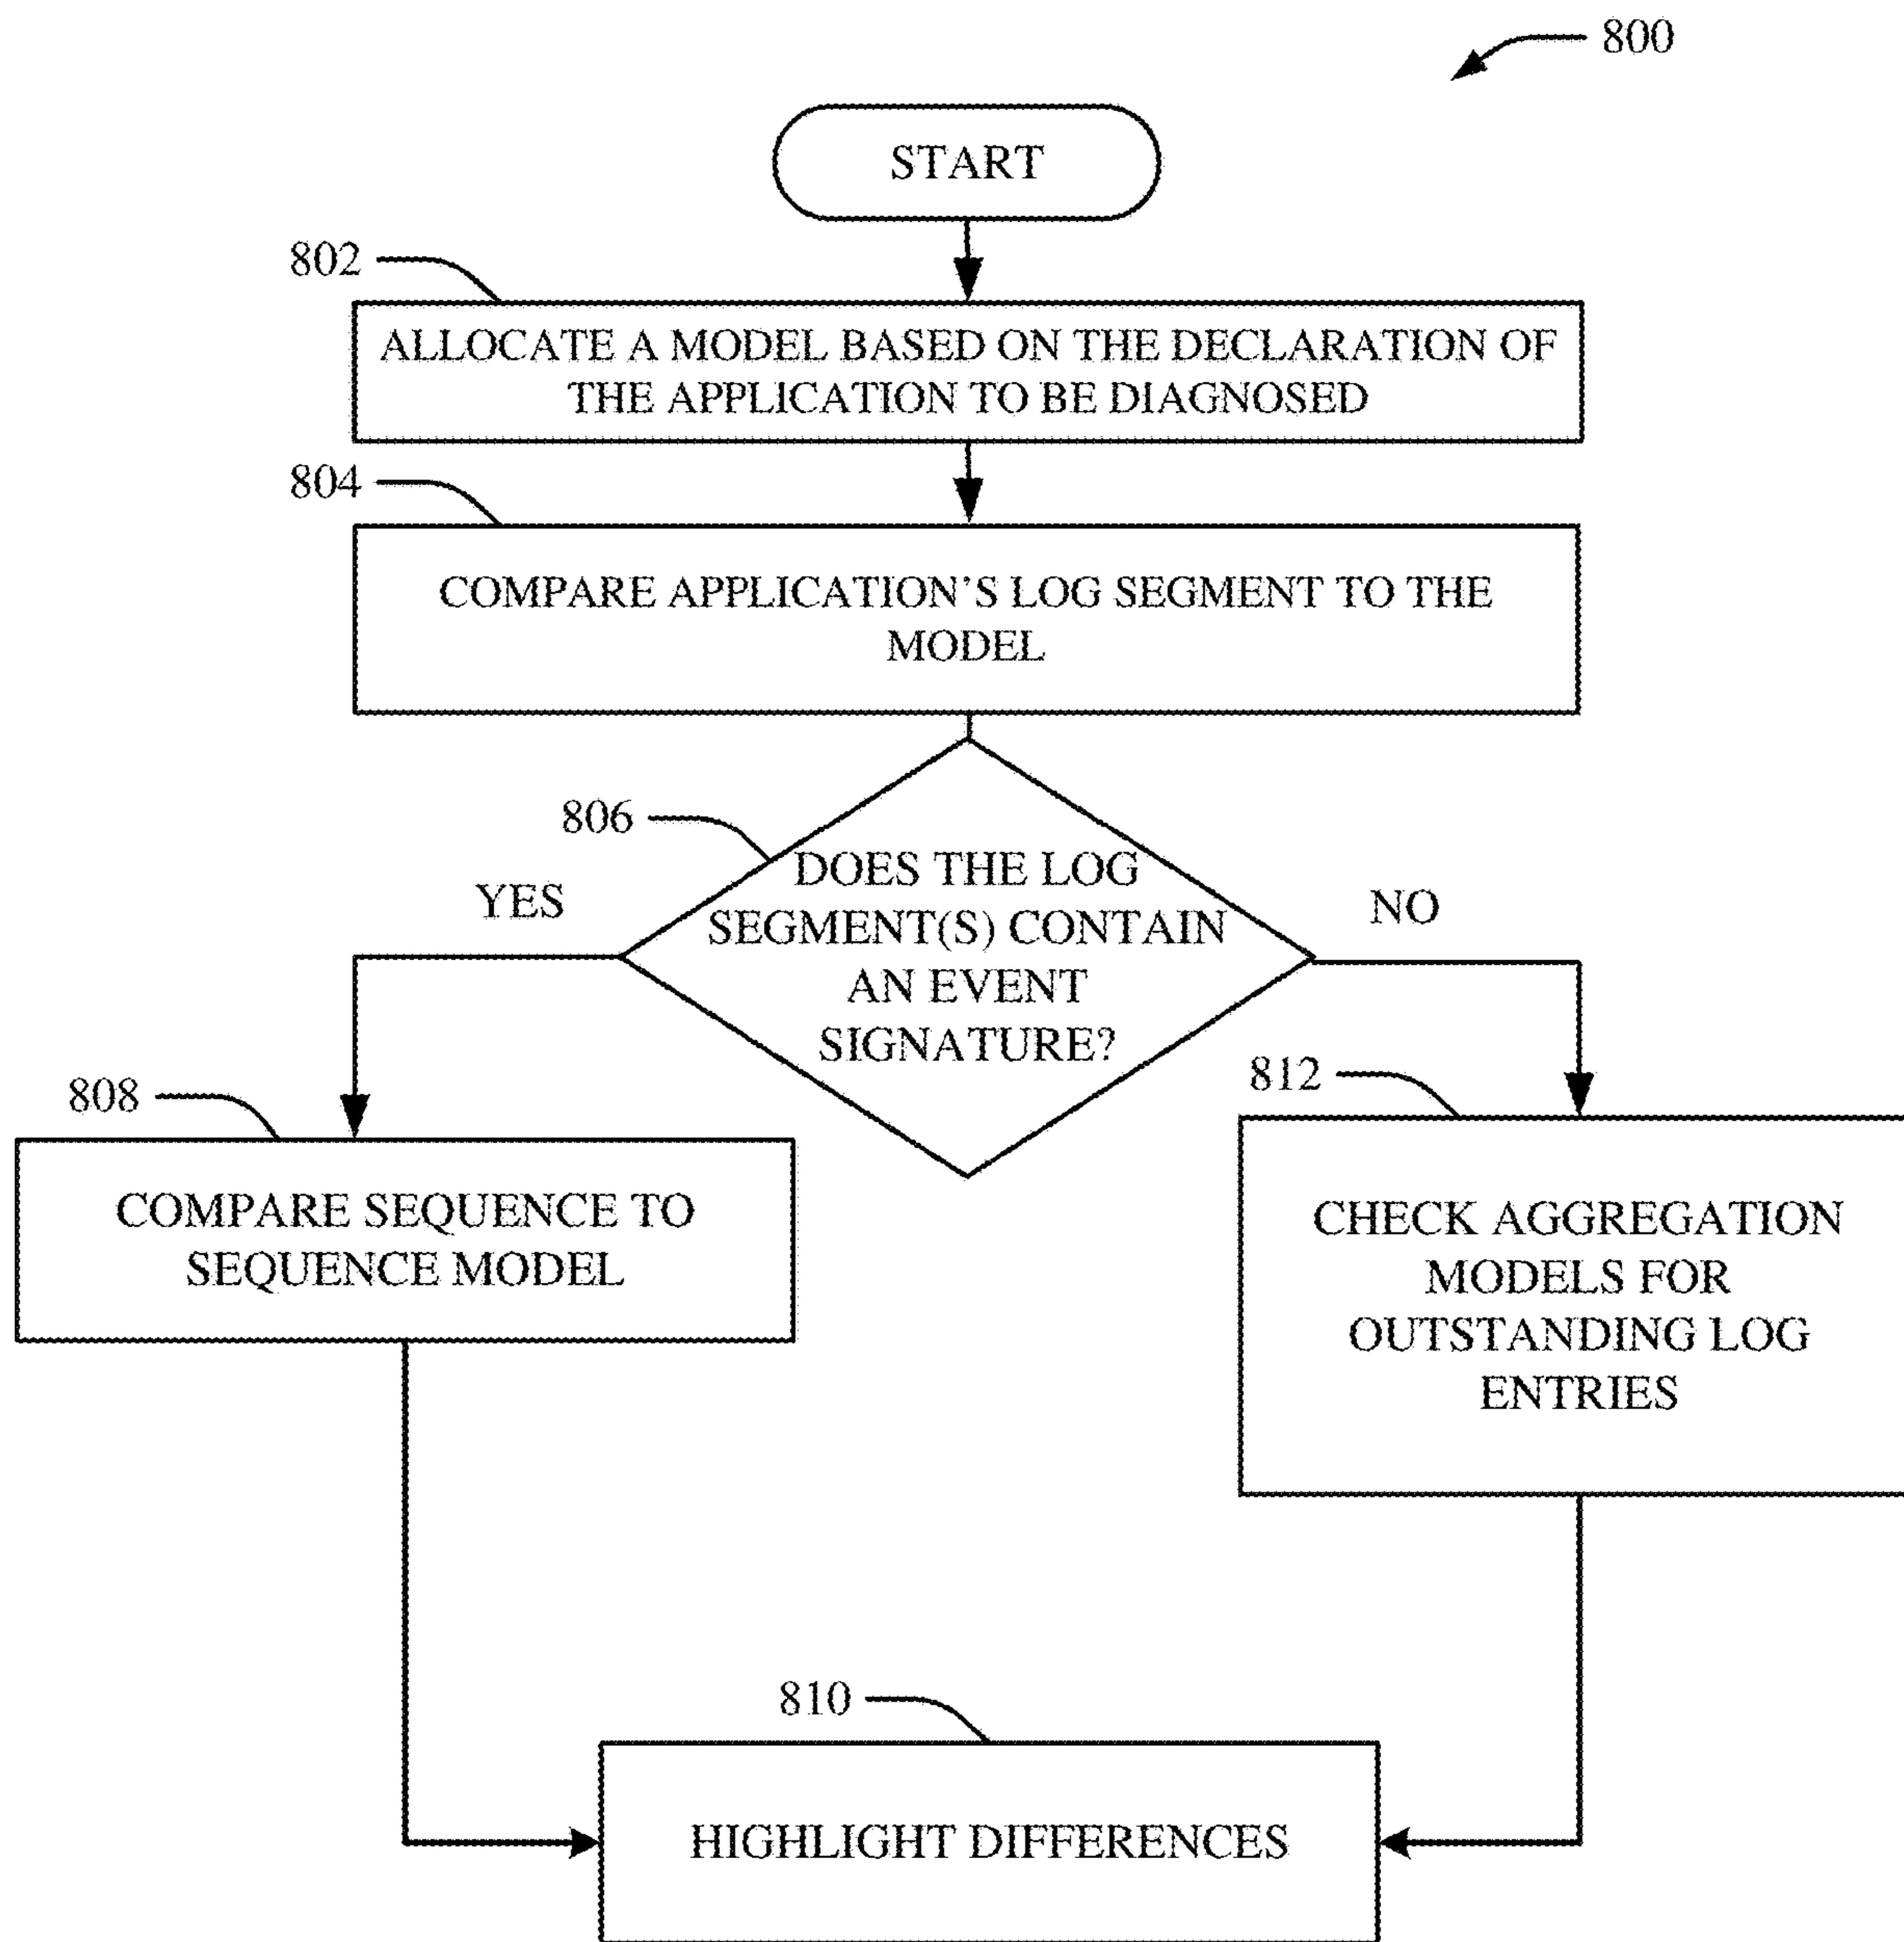 800
START
802
ALLOCATE A MODEL BASED ON THE DECLARATION OF
THE APPLICATION TO BE DIAGNOSED
804
COMPARE APPLICATION'S LOG SEGMENT TO THE
MODEL
806
DOES THE LOG
SEGMENT(S) CONTAIN
AN EVENT
SIGNATURE?
YES
NO
808
COMPARE SEQUENCE TO
SEQUENCE MODEL
812
CHECK AGGREGATION
MODELS FOR
OUTSTANDING LOG
ENTRIES
810
HIGHLIGHT DIFFERENCES